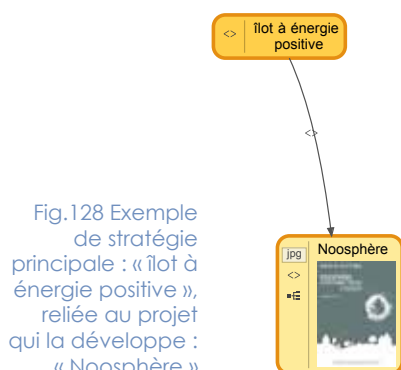 <> îlot à énergie
positive
<>
Fig.128 Exemple
de stratégie
principale : « îlot à
énergie positive »,
reliée au projet
qui la développe :
« Noosphère »
jpg Noosphère
<>